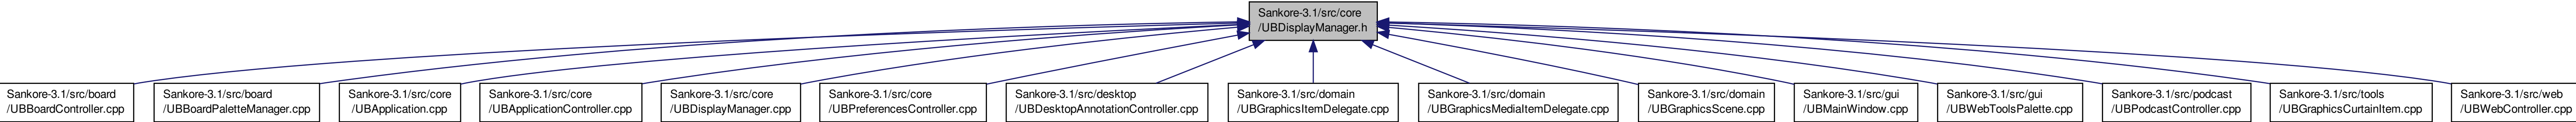 Sankore-3.1/src/core
/UBDisplayManager.h
Sankore-3.1/src/board
/UBBoardController.cpp
Sankore-3.1/src/board
/UBBoardPaletteManager.cpp
Sankore-3.1/src/core
/UBApplication.cpp
Sankore-3.1/src/core
/UBApplicationController.cpp
Sankore-3.1/src/core
/UBDisplayManager.cpp
Sankore-3.1/src/core
/UBPreferencesController.cpp
Sankore-3.1/src/desktop
/UBDesktopAnnotationController.cpp
Sankore-3.1/src/domain
/UBGraphicsItemDelegate.cpp
Sankore-3.1/src/domain
/UBGraphicsMediaItemDelegate.cpp
Sankore-3.1/src/domain
/UBGraphicsScene.cpp
Sankore-3.1/src/gui
/UBMainWindow.cpp
Sankore-3.1/src/gui
/UBWebToolsPalette.cpp
Sankore-3.1/src/podcast
/UBPodcastController.cpp
Sankore-3.1/src/tools
/UBGraphicsCurtainItem.cpp
Sankore-3.1/src/web
/UBWebController.cpp